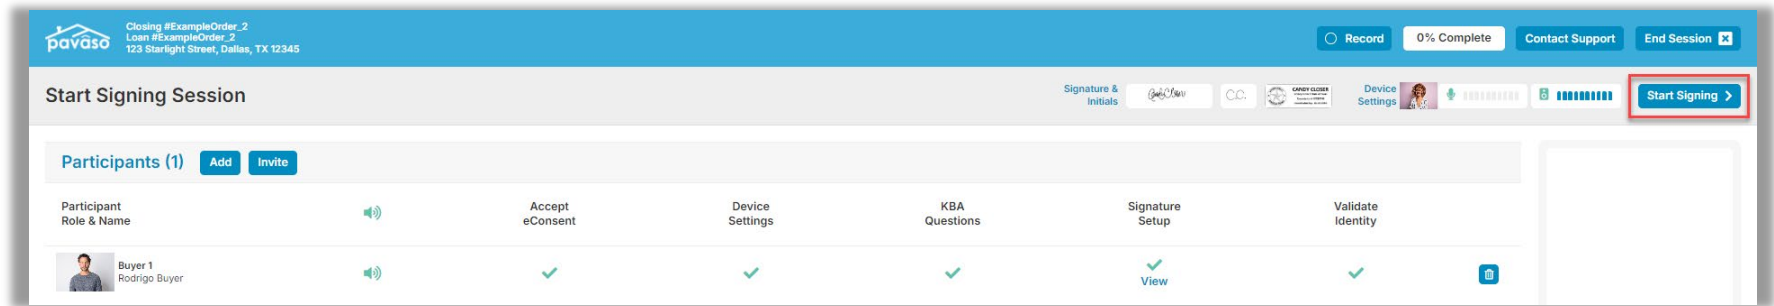 pavaso
Closing #ExampleOrder_2
Loan #ExampleOrder_2
123 Starlight Street, Dallas, TX 12345
Record
0% Complete
Contact Support
End Session
Start Signing Session
Signature &
Initials
C.C.
CANDY CLOSER
Device
Settings
Start Signing
Participants (1)
Add
Invite
Participant
Role & Name
Accept
eConsent
Device
Settings
KBA
Questions
Signature
Setup
Validate
Identity
Buyer 1
Rodrigo Buyer
View